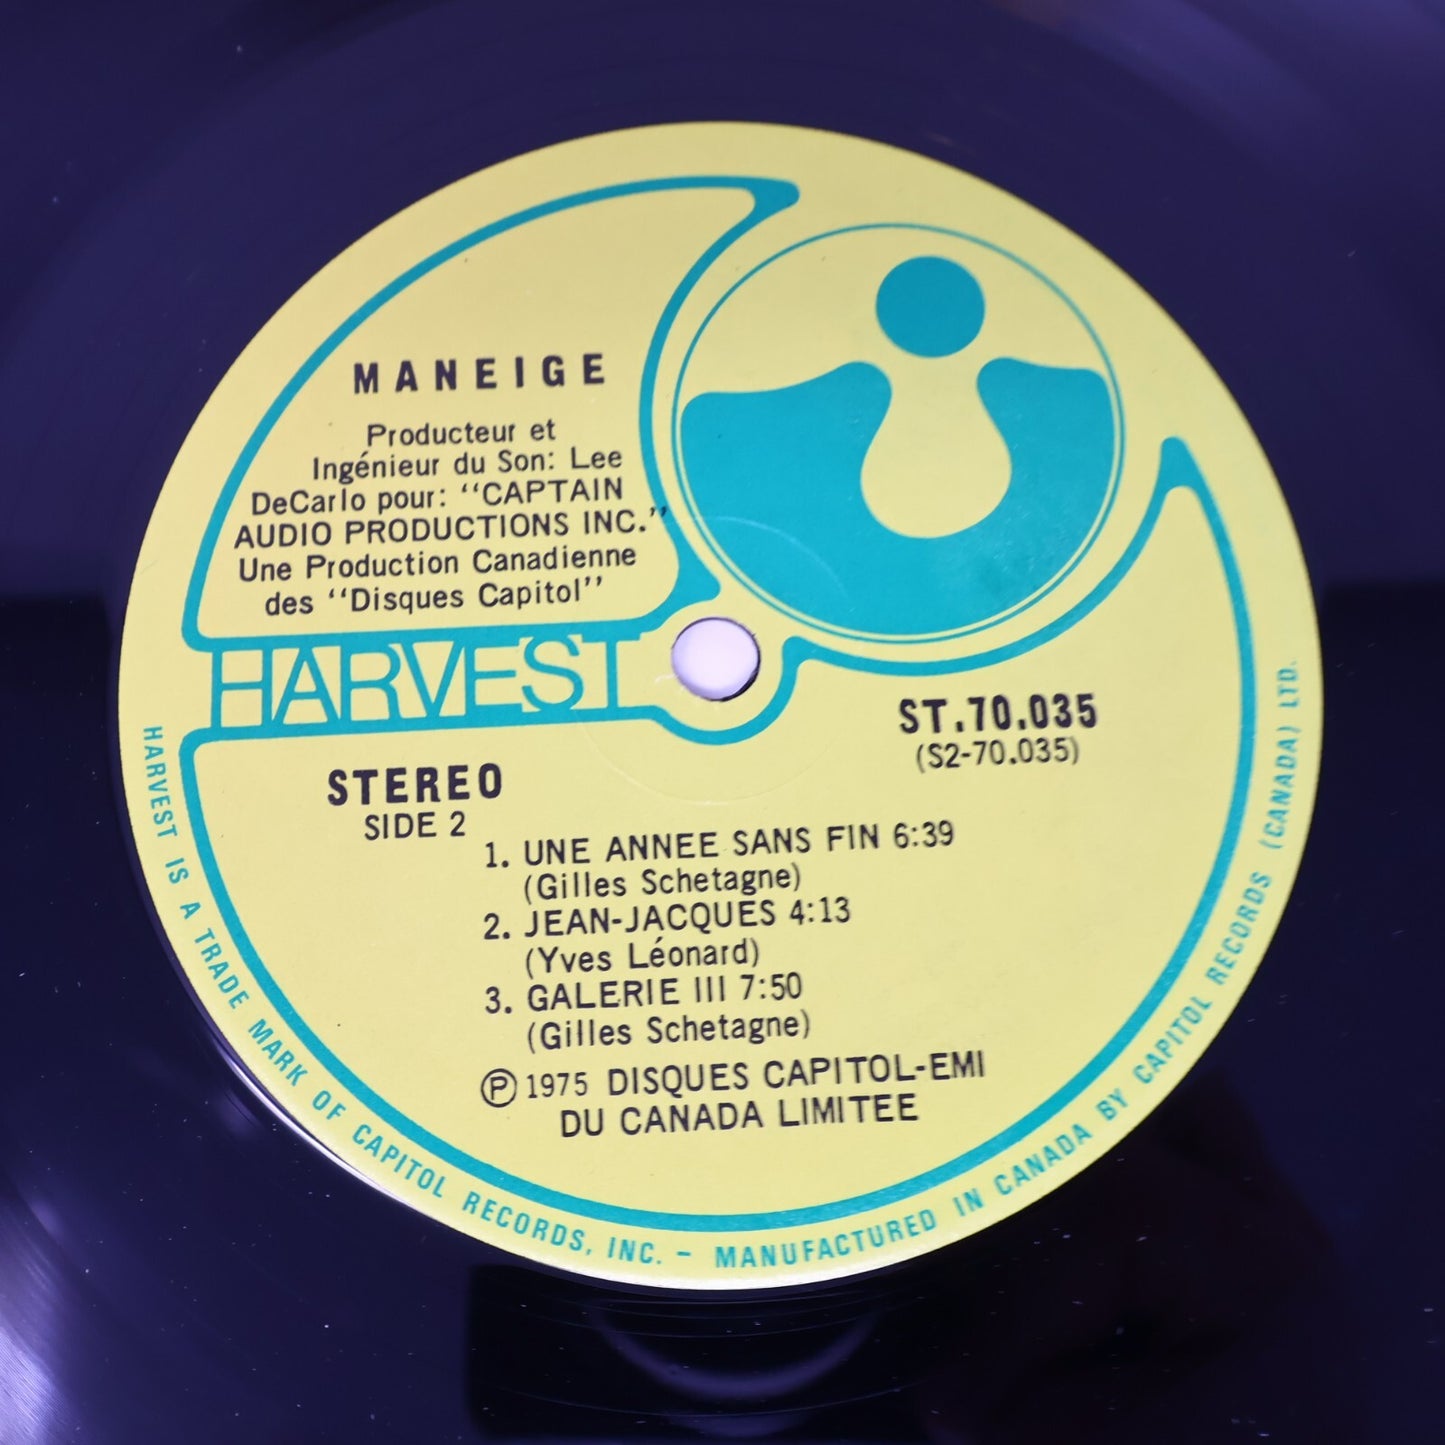 MANEIGE
Producteur et
Ingénieur du Son: Lee
DeCarlo pour: "CAPTAIN
AUDIO PRODUCTIONS INC."
Une Production Canadienne
des "Disques Capitol"
HARVEST
ST.70.035
(S2-70.035)
STEREO
SIDE 2
1. UNE ANNEE SANS FIN 6:39
(Gilles Schetagne)
2. JEAN-JACQUES 4:13
(Yves Léonard)
3. GALERIE III 7:50
(Gilles Schetagne)
℗ 1975 DISQUES CAPITOL-EMI
DU CANADA LIMITEE
HARVEST IS A TRADE MARK OF CAPITOL RECORDS, INC. – MANUFACTURED IN CANADA BY CAPITOL RECORDS (CANADA) LTD.